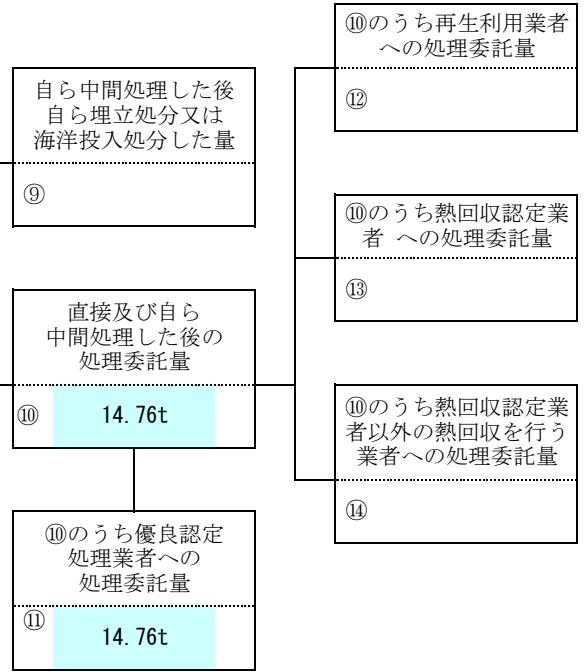 自ら中間処理した後
自ら埋立処分又は
海洋投入処分した量
⑨
直接及び自ら
中間処理した後の
処理委託量
⑩ 14.76t
⑩のうち優良認定
処理業者への
処理委託量
⑪ 14.76t
⑩のうち再生利用業者
への処理委託量
⑫
⑩のうち熱回収認定業
者 への処理委託量
⑬
⑩のうち熱回収認定業
者以外の熱回収を行う
業者への処理委託量
⑭